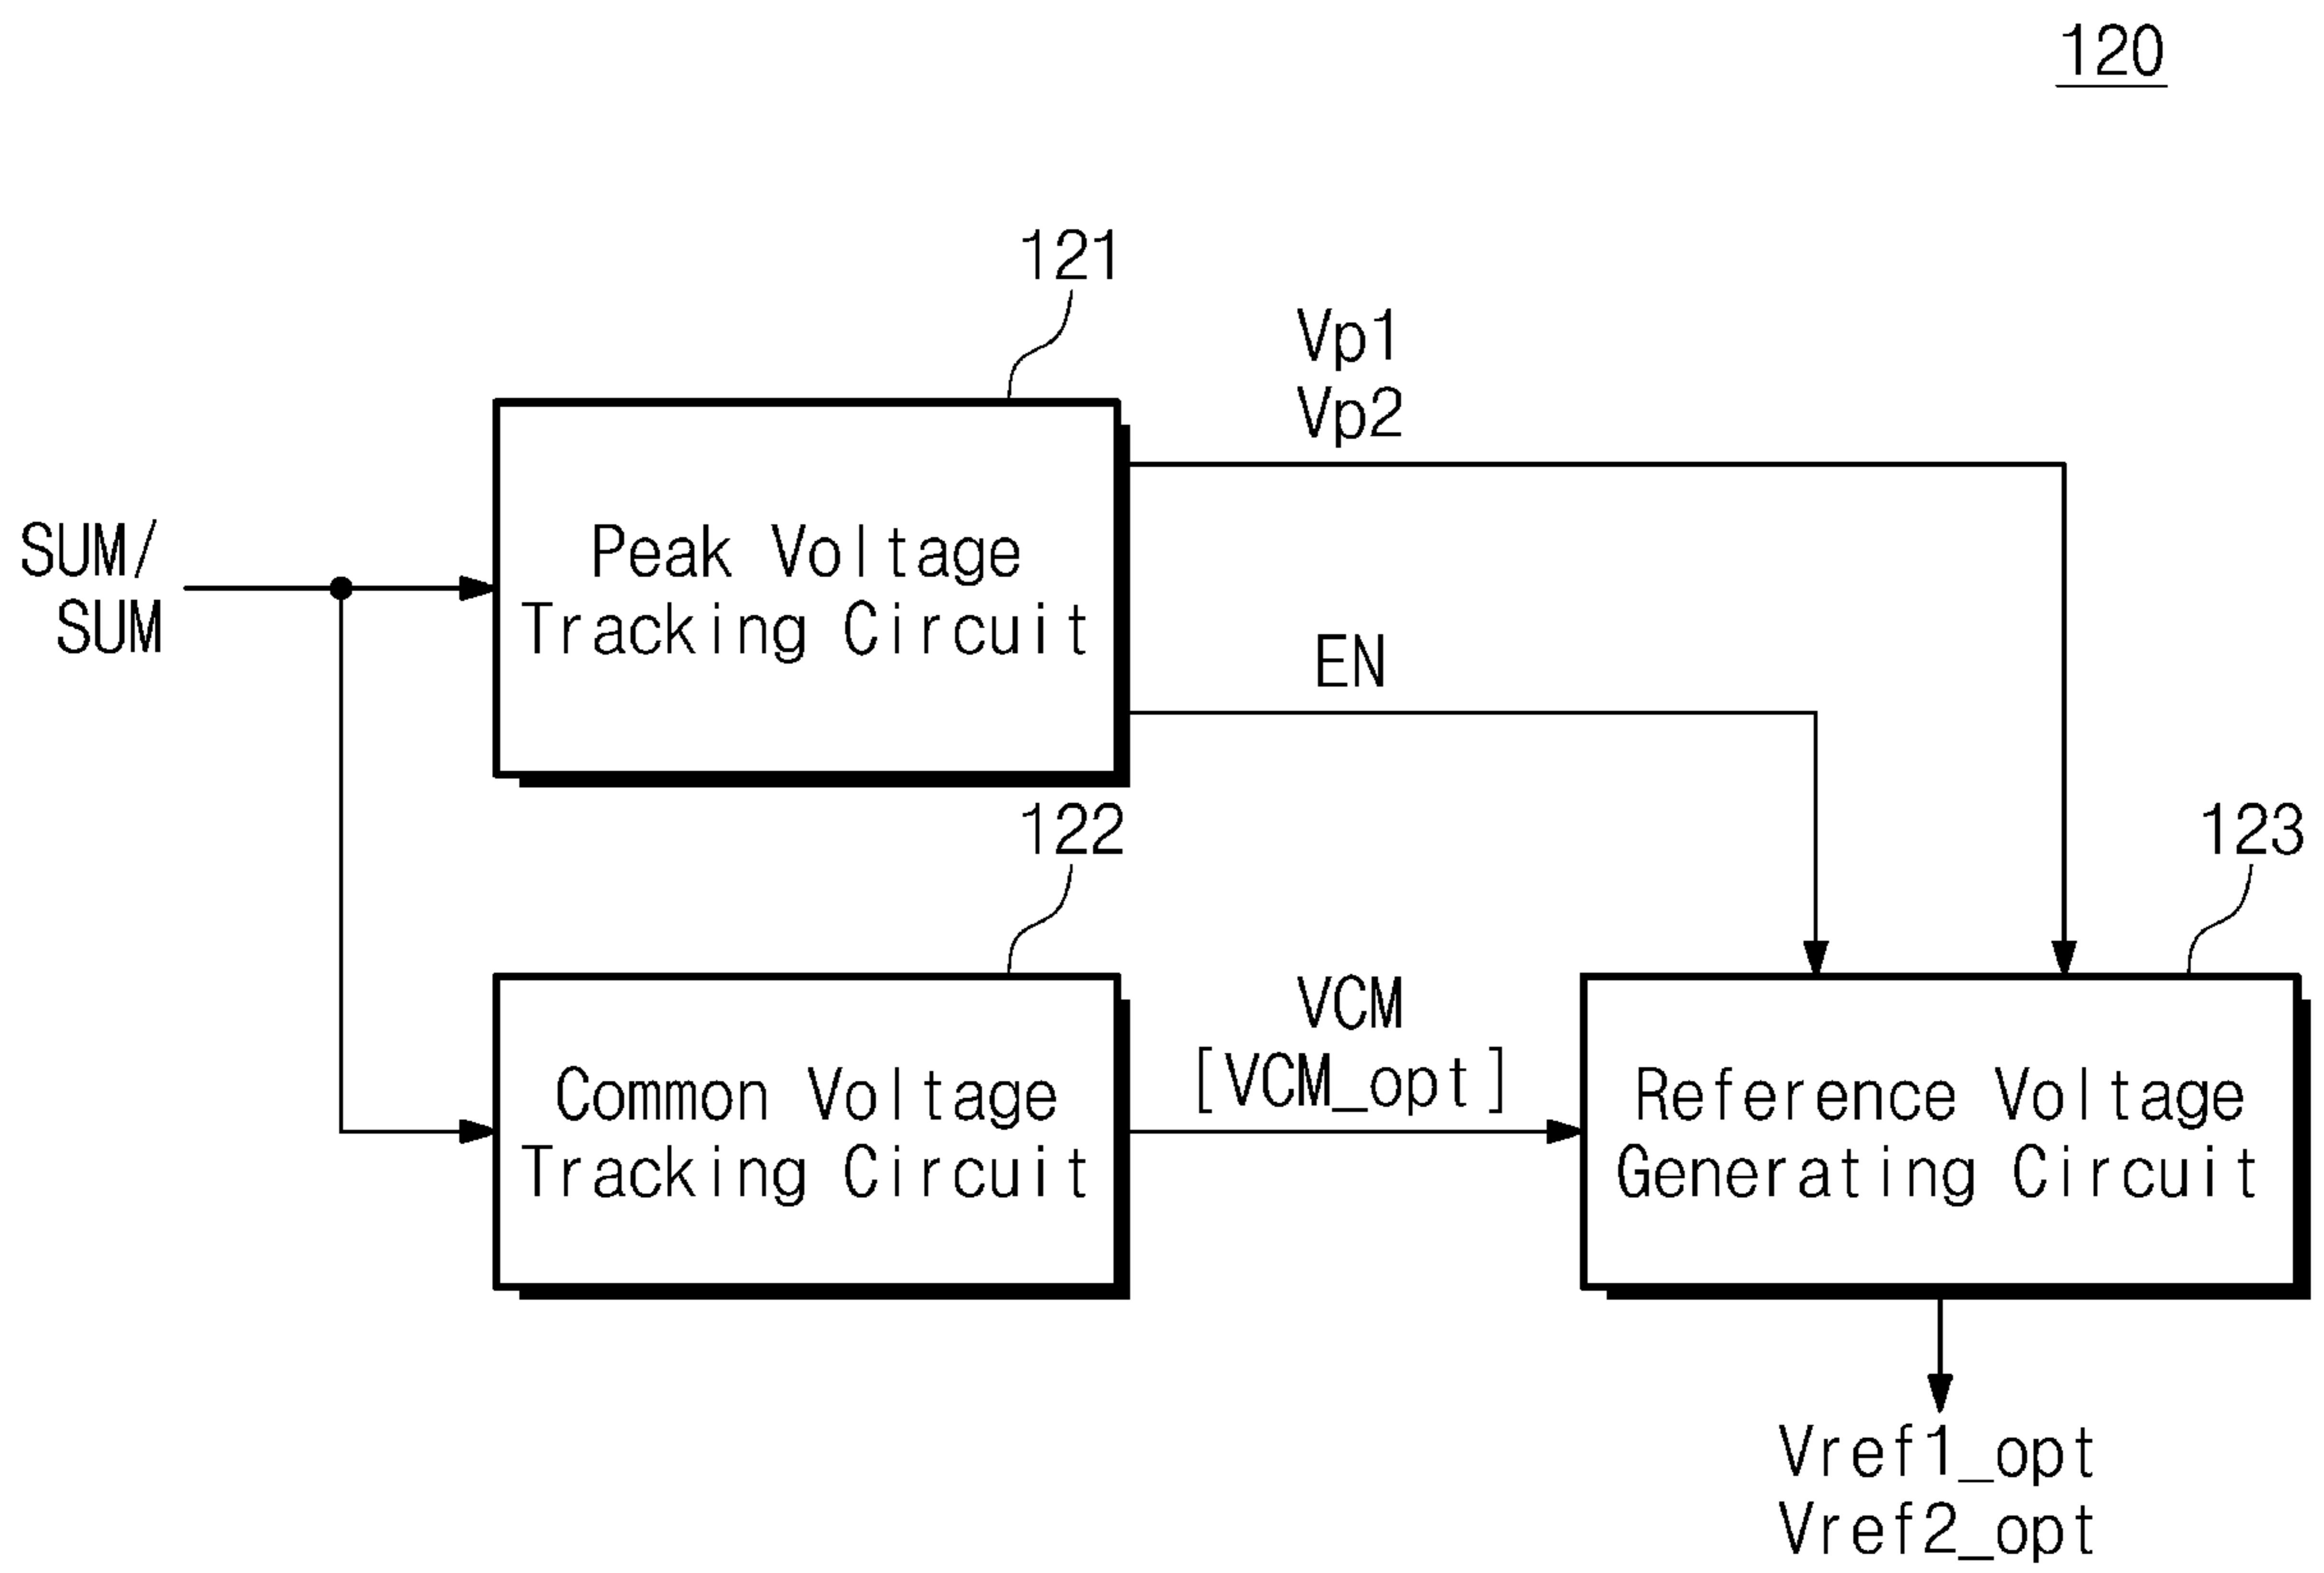 120
121
Vp1
Vp2
SUM/
SUM
Peak Voltage
Tracking Circuit
EN
122
123
VCM
[VCM_opt]
Common Voltage
Tracking Circuit
Reference Voltage
Generating Circuit
Vref1_opt
Vref2_opt